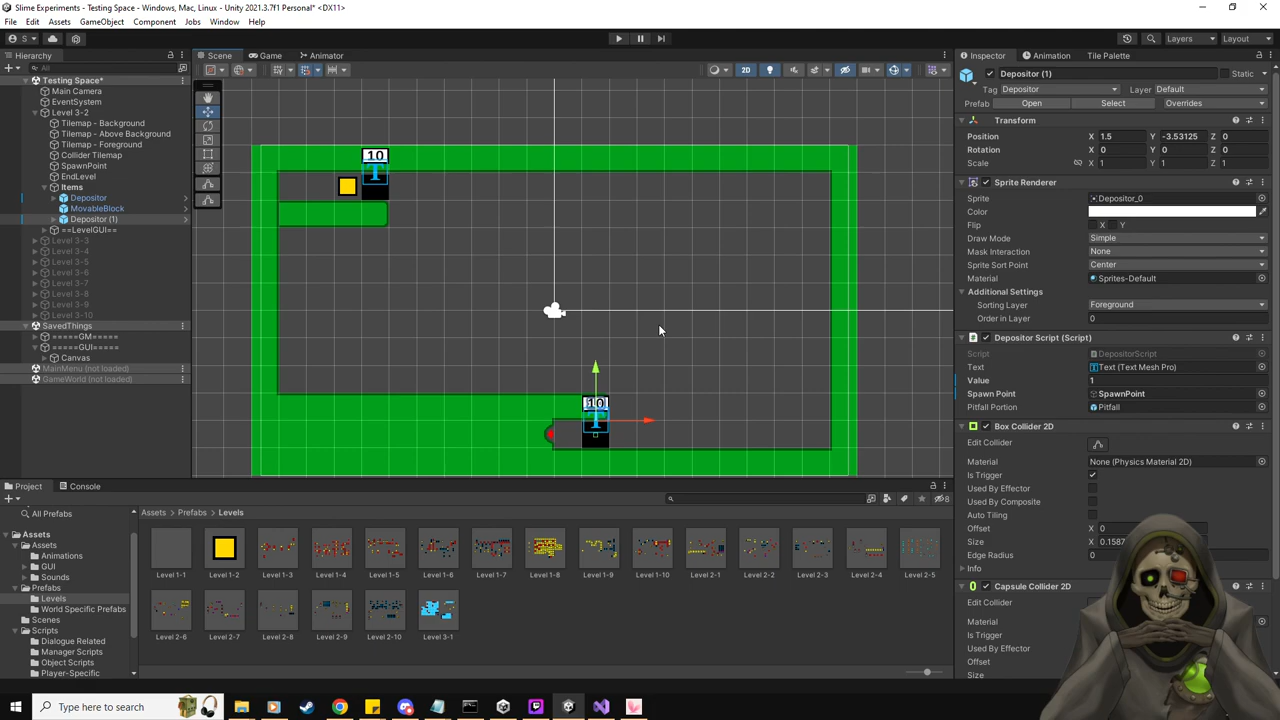 Slime Experiments - Testing Space - Windows, Mac, Linux - Unity 2021.3.7f1 Personal* <DX11>
File Edit Assets GameObject Component Jobs Window Help
S Layers Layout
Hierarchy Scene Game Animator Inspector Animation Tile Palette
All
2D
Testing Space*
Main Camera
EventSystem
Level 3-2
Tilemap - Background
Tilemap - Above Background
Tilemap - Foreground
Collider Tilemap
SpawnPoint
EndLevel
Items
Depositor
MovableBlock
Depositor (1)
==LevelGUI==
Level 3-3
Level 3-4
Level 3-5
Level 3-6
Level 3-7
Level 3-8
Level 3-9
Level 3-10
SavedThings
=====GM=====
=====GUI=====
Canvas
MainMenu (not loaded)
GameWorld (not loaded)
10
T
10
T
Depositor (1) Static
Tag Depositor Layer Default
Prefab Open Select Overrides
Transform
Position X 1.5 Y -3.53125 Z 0
Rotation X 0 Y 0 Z 0
Scale X 1 Y 1 Z 1
Sprite Renderer
Sprite Depositor_0
Color
Flip X Y
Draw Mode Simple
Mask Interaction None
Sprite Sort Point Center
Material Sprites-Default
Additional Settings
Sorting Layer Foreground
Order in Layer 0
Depositor Script (Script)
Script DepositorScript
Text Text (Text Mesh Pro)
Value 1
Spawn Point SpawnPoint
Pitfall Portion Pitfall
Box Collider 2D
Edit Collider
Material None (Physics Material 2D)
Is Trigger
Used By Effector
Used By Composite
Auto Tiling
Offset X 0
Size X 0.1587
Edge Radius 0
Info
Capsule Collider 2D
Edit Collider
Material
Is Trigger
Used By Effector
Offset
Size
Project Console
8
All Prefabs
Assets
Assets
Animations
GUI
Sounds
Prefabs
Levels
World Specific Prefabs
Scenes
Scripts
Dialogue Related
Manager Scripts
Object Scripts
Player-Specific
Assets > Prefabs > Levels
Level 1-1 Level 1-2 Level 1-3 Level 1-4 Level 1-5 Level 1-6 Level 1-7 Level 1-8 Level 1-9 Level 1-10 Level 2-1 Level 2-2 Level 2-3 Level 2-4 Level 2-5
Level 2-6 Level 2-7 Level 2-8 Level 2-9 Level 2-10 Level 3-1
Type here to search